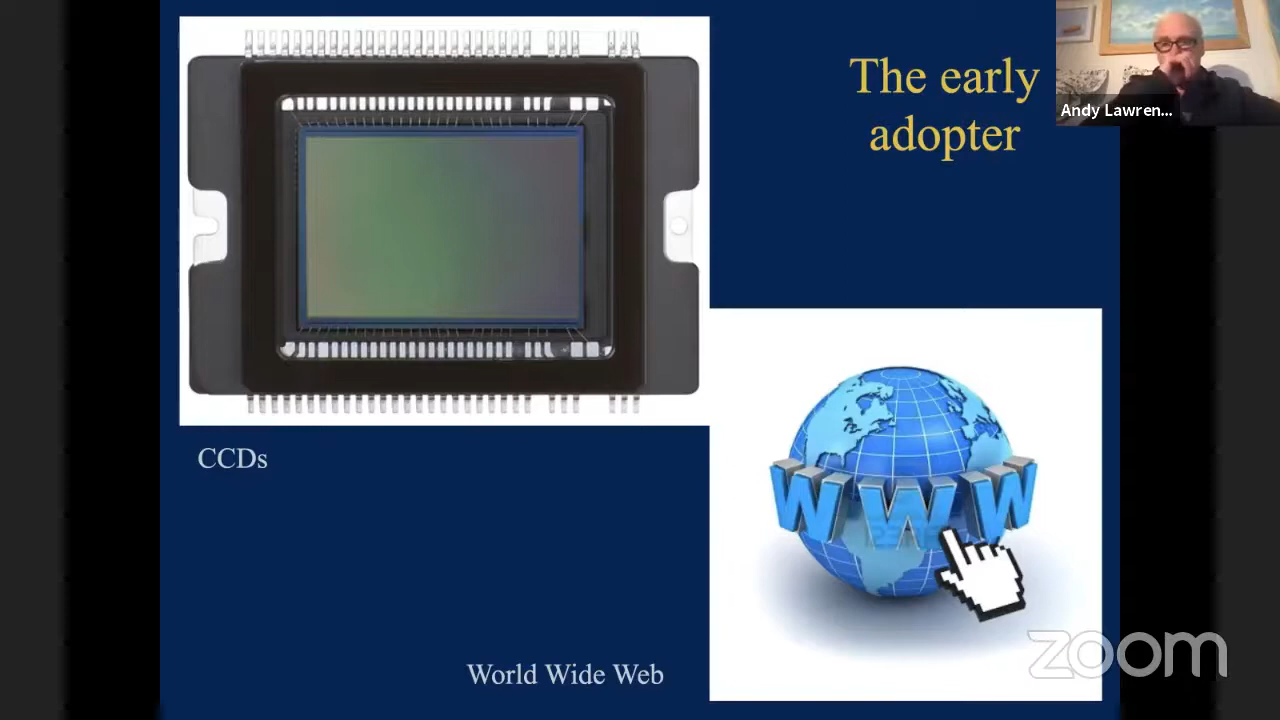 The early
adopter
Andy Lawren...
CCDs
WWW
World Wide Web
zoom